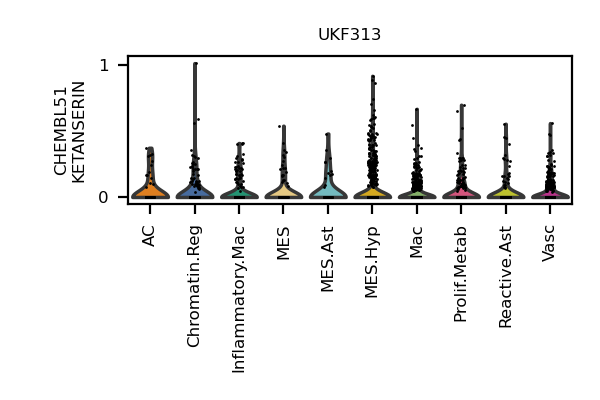 UKF313
CHEMBL51
KETANSERIN
1
0
AC
Chromatin.Reg
Inflammatory.Mac
MES
MES.Ast
MES.Hyp
Mac
Prolif.Metab
Reactive.Ast
Vasc